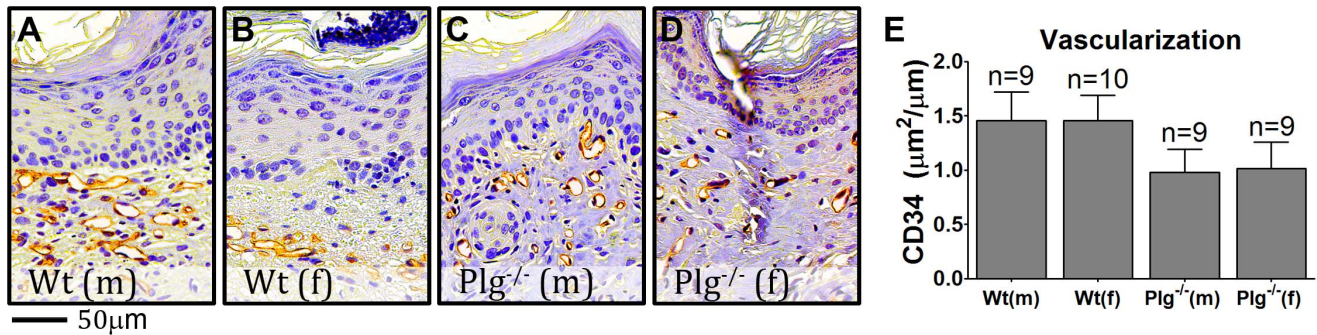 A
B
C
D
E
Wt (m)
Wt (f)
Plg-/- (m)
Plg-/- (f)
50μm
Vascularization
CD34 (μm²/μm)
2.0
1.5
1.0
0.5
0.0
n=9
n=10
n=9
n=9
Wt(m)
Wt(f)
Plg-/-(m)
Plg-/-(f)